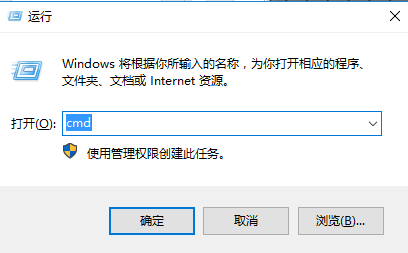 运行
Windows 将根据你所输入的名称，为你打开相应的程序、
文件夹、文档或 Internet 资源。
打开(O): cmd
使用管理权限创建此任务。
确定 取消 浏览(B)...